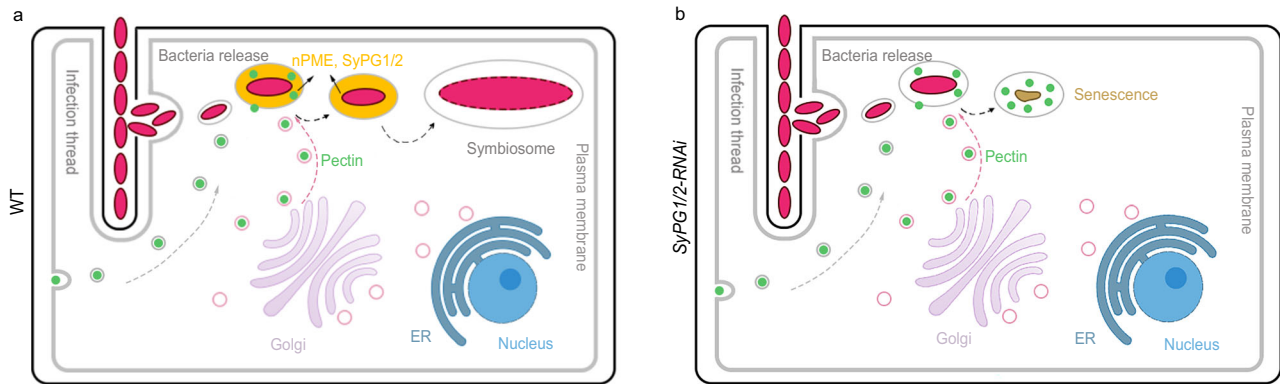 a
WT
Infection thread
Bacteria release
nPME, SyPG1/2
Symbiosome
Pectin
Plasma membrane
Golgi
ER
Nucleus
b
SyPG1/2-RNAi
Infection thread
Bacteria release
Senescence
Pectin
Plasma membrane
Golgi
ER
Nucleus